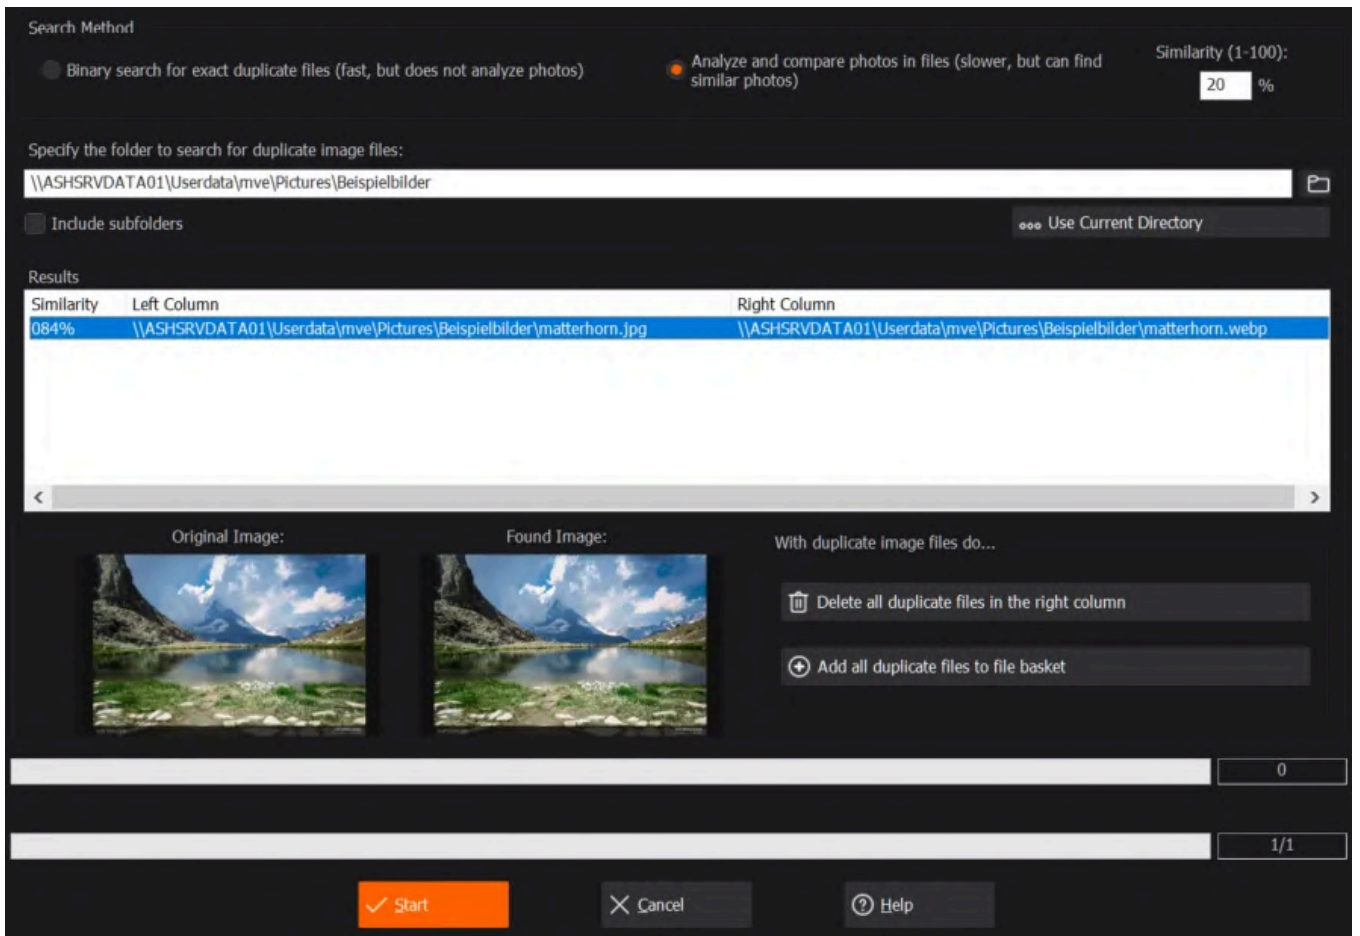 Search Method
Binary search for exact duplicate files (fast, but does not analyze photos)
Analyze and compare photos in files (slower, but can find
similar photos)
Similarity (1-100):
20 %
Specify the folder to search for duplicate image files:
\\ASHSRVDATA01\Userdata\mve\Pictures\Beispielbilder
Include subfolders
Use Current Directory
Results
Similarity Left Column Right Column
084% \\ASHSRVDATA01\Userdata\mve\Pictures\Beispielbilder\matterhorn.jpg \\ASHSRVDATA01\Userdata\mve\Pictures\Beispielbilder\matterhorn.webp
Original Image:
Found Image:
With duplicate image files do...
Delete all duplicate files in the right column
Add all duplicate files to file basket
0
1/1
Start
Cancel
Help